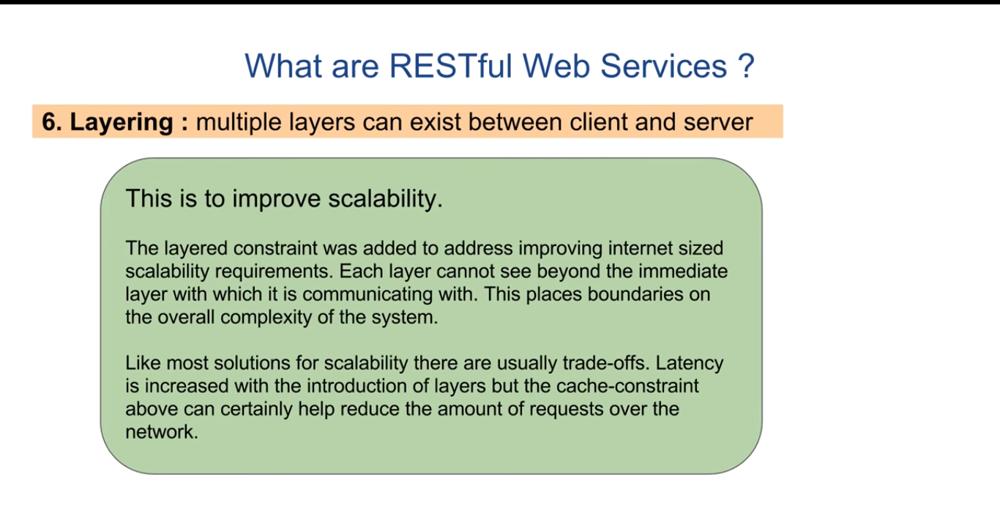 What are RESTful Web Services ?
6. Layering : multiple layers can exist between client and server
This is to improve scalability.
The layered constraint was added to address improving internet sized
scalability requirements. Each layer cannot see beyond the immediate
layer with which it is communicating with. This places boundaries on
the overall complexity of the system.
Like most solutions for scalability there are usually trade-offs. Latency
is increased with the introduction of layers but the cache-constraint
above can certainly help reduce the amount of requests over the
network.